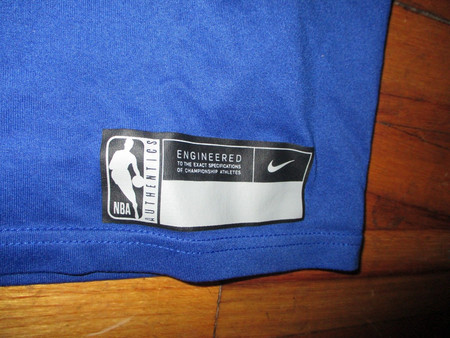 NBA
AUTHENTICS
ENGINEERED
TO THE EXACT SPECIFICATIONS
OF CHAMPIONSHIP ATHLETES